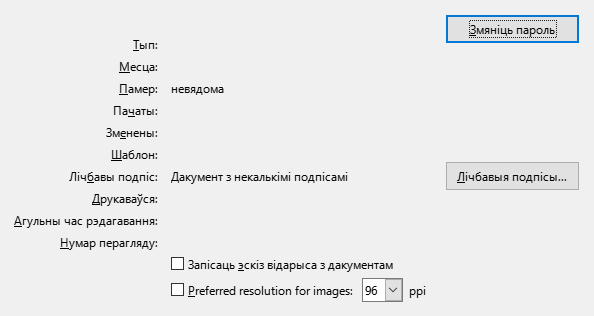 Змяніць пароль
Тып:
Месца:
Памер: невядома
Пачаты:
Зменены:
Шаблон:
Лічбавы подпіс: Дакумент з некалькімі подпісамі Лічбавыя подпісы...
Друкаваўся:
Агульны час рэдагавання:
Нумар перагляду:
Запісаць эскіз відарыса з дакументам
Preferred resolution for images: 96 ppi